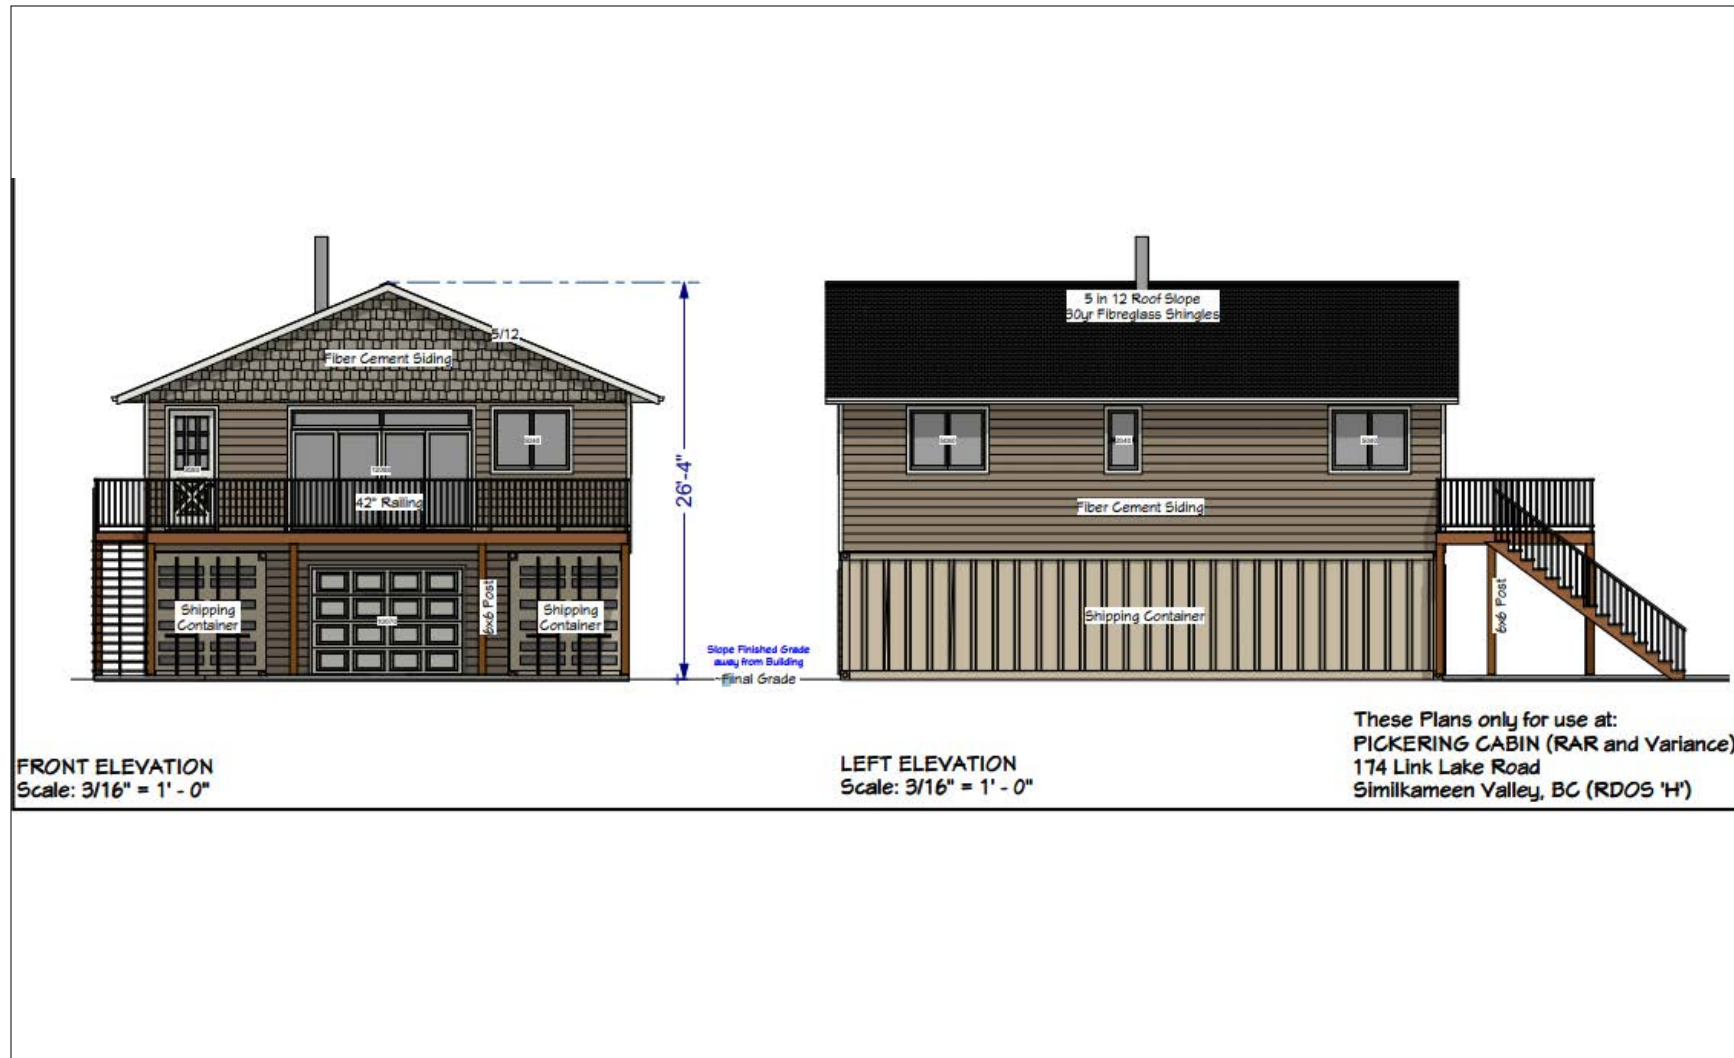 5/12
Fiber Cement Siding
42" Railing
26'-4"
6x6 Post
Shipping
Container
Shipping
Container
Slope Finished Grade
away from Building
Final Grade
FRONT ELEVATION
Scale: 3/16" = 1' - 0"
5 in 12 Roof Slope
30yr Fibreglass Shingles
Fiber Cement Siding
Shipping Container
6x6 Post
LEFT ELEVATION
Scale: 3/16" = 1' - 0"
These Plans only for use at:
PICKERING CABIN (RAR and Variance)
174 Link Lake Road
Similkameen Valley, BC (RDOS 'H')